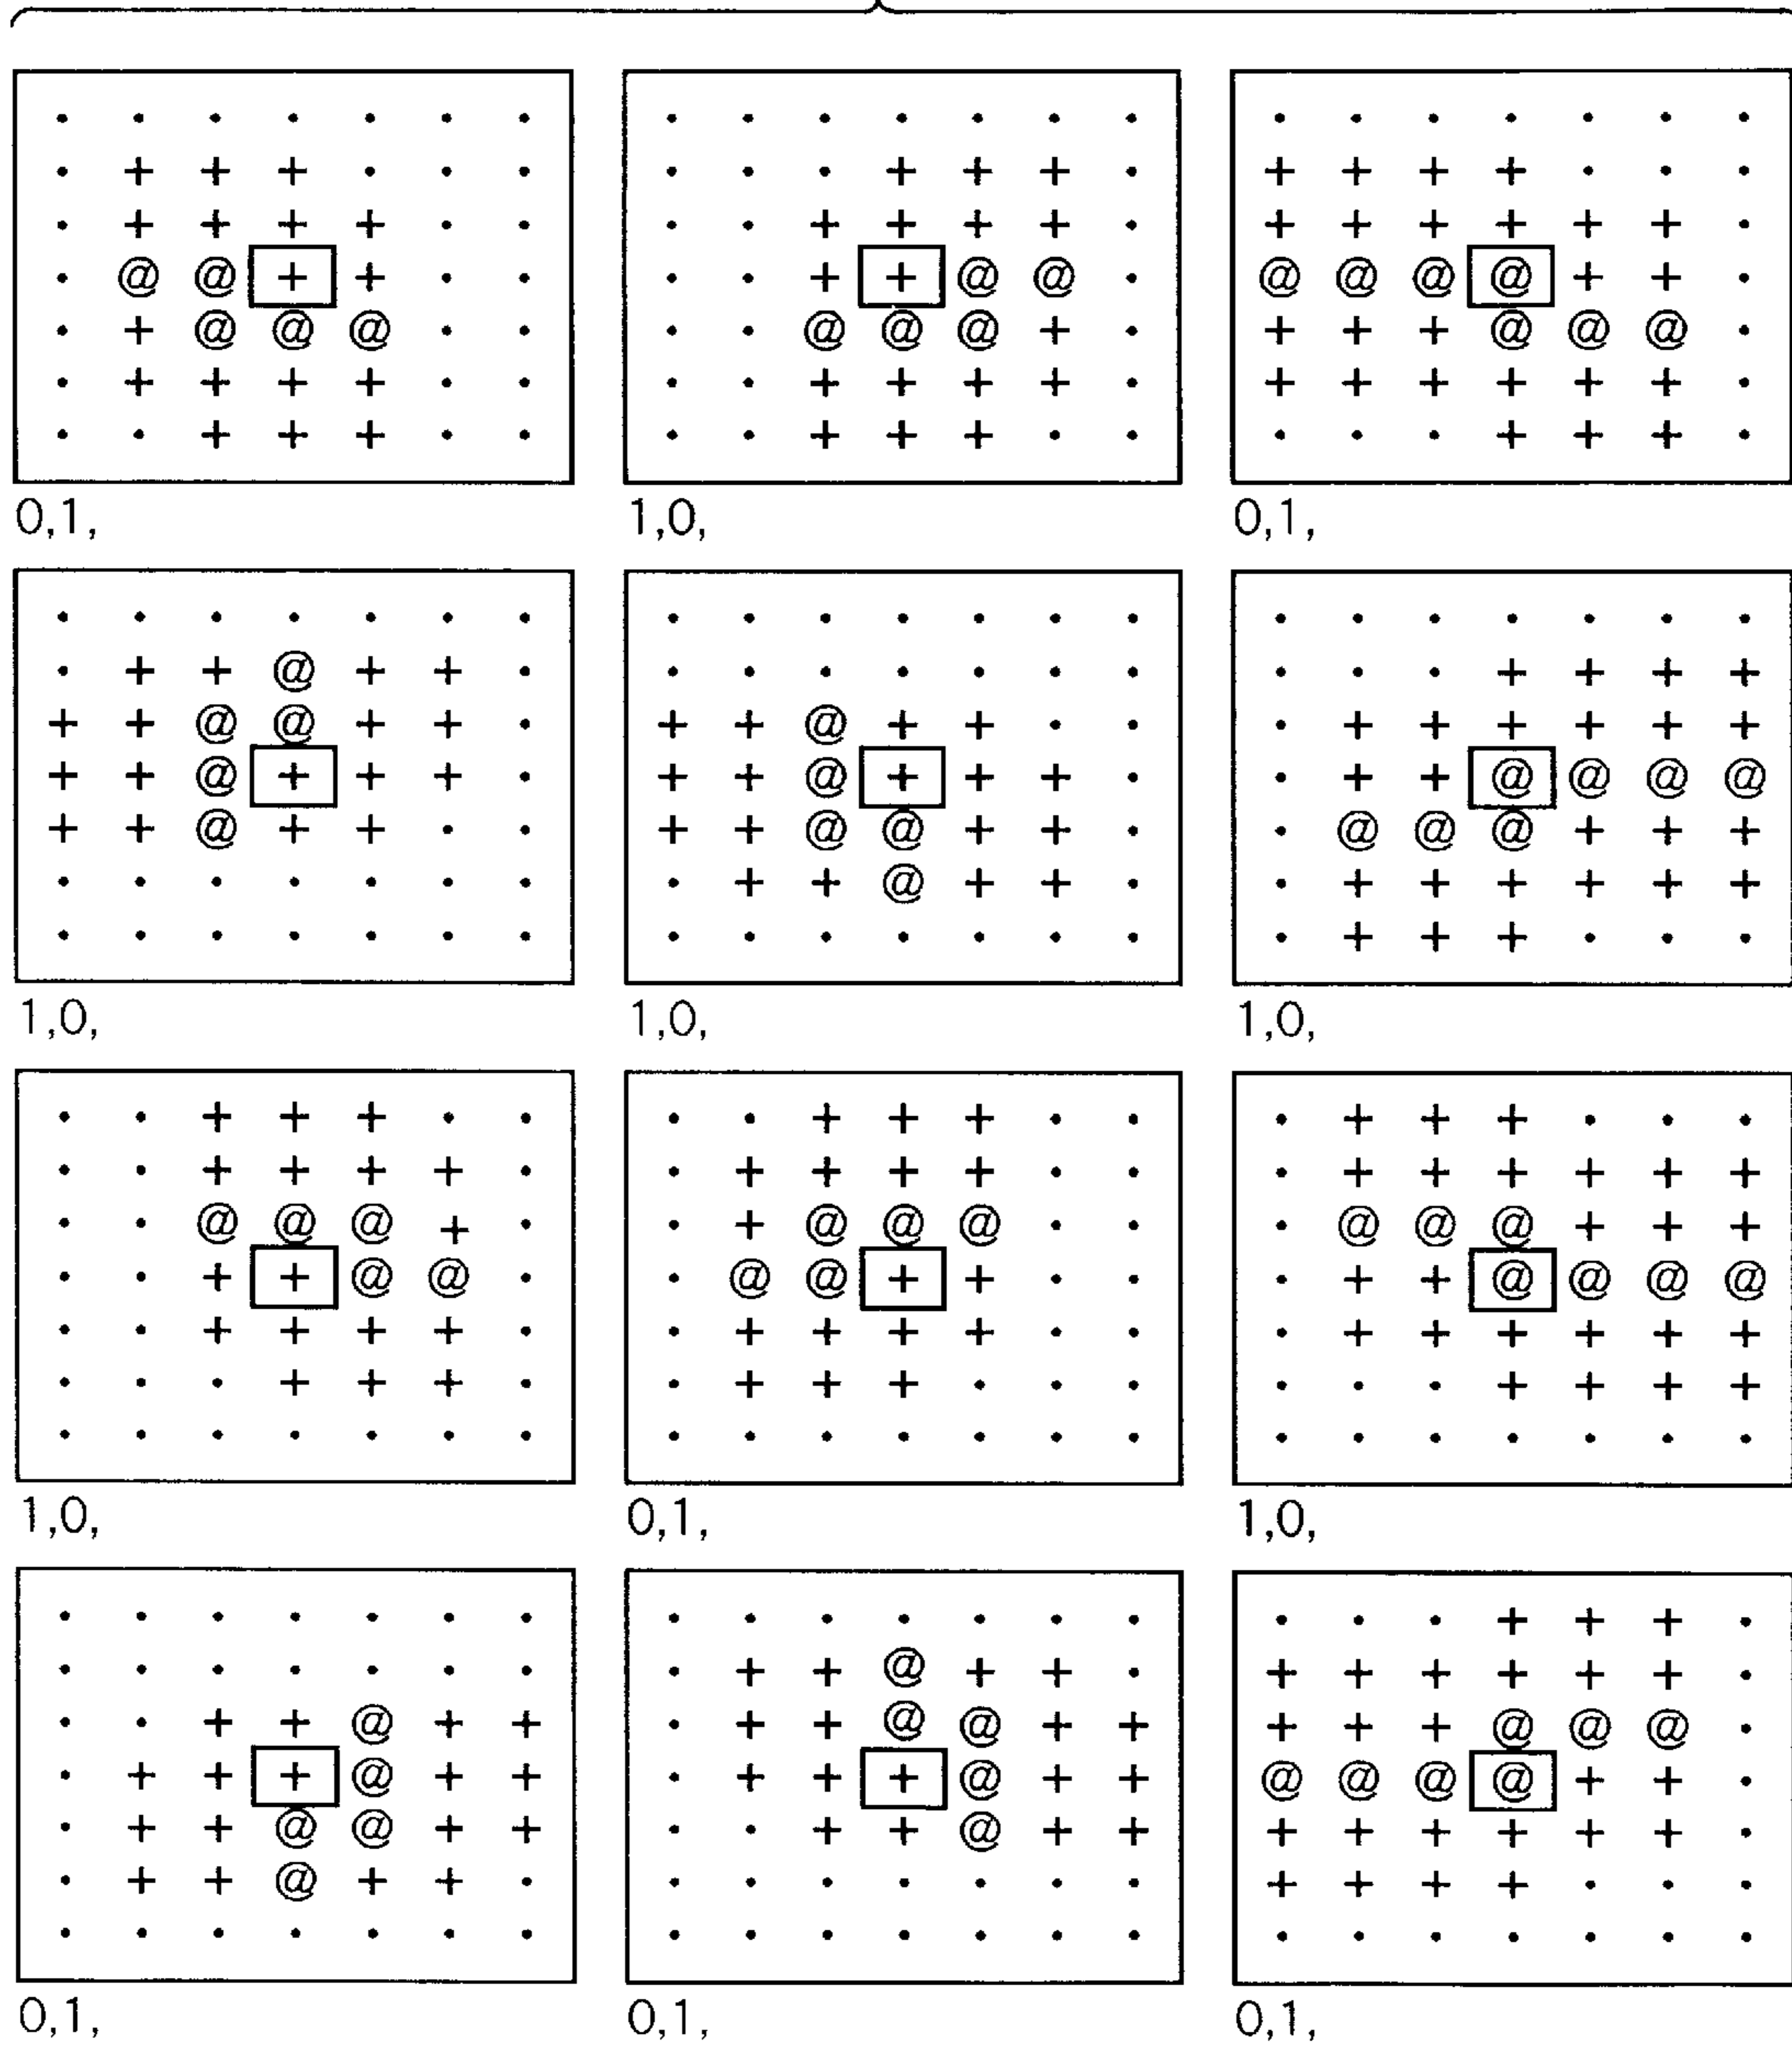 . . . . . . . . . . . . . . . . . . . . .
. + + + . . . . . . + + + . + + + + . . .
. + + + + . . . . + + + + . + + + + + + .
. @ @ + + . . . . + + @ @ . @ @ @ @ + + .
. + @ @ @ . . . . @ @ @ + . + + + @ @ @ .
. + + + + . . . . + + + + . + + + + + + .
. . + + + . . . . + + + . . . . . + + + .
0,1, 1,0, 0,1,
. . . . . . . . . . . . . . . . . . . . .
. + + @ + + . . . . . . . . . . . + + + +
+ + @ @ + + . + + @ + + . . . + + + + + +
+ + @ + + + . + + @ + + + . . + + @ @ @ @
+ + @ + + . . + + @ @ + + . . @ @ @ + + +
. . . . . . . . + + @ + + . . + + + + + +
. . . . . . . . . . . . . . . + + + . . .
1,0, 1,0, 1,0,
. . + + + . . . . + + + . . . + + + . . .
. . + + + + . . + + + + . . . + + + + + +
. . @ @ @ + . . + @ @ @ . . . @ @ @ + + +
. . + + @ @ . . @ @ + + . . . + + @ @ @ @
. . + + + + . . + + + + . . . + + + + + +
. . . + + + . . + + + . . . . . . + + + +
. . . . . . . . . . . . . . . . . . . . .
1,0, 0,1, 1,0,
. . . . . . . . . . . . . . . . . + + + .
. . . . . . . . + + @ + + . + + + + + + .
. . + + @ + + . + + @ @ + + + + + @ @ @ .
. + + + @ + + . + + + @ + + @ @ @ @ + + .
. + + @ @ + + . . + + @ + + + + + + + + .
. + + @ + + . . . . . . . . + + + + . . .
. . . . . . . . . . . . . . . . . . . . .
0,1, 0,1, 0,1,